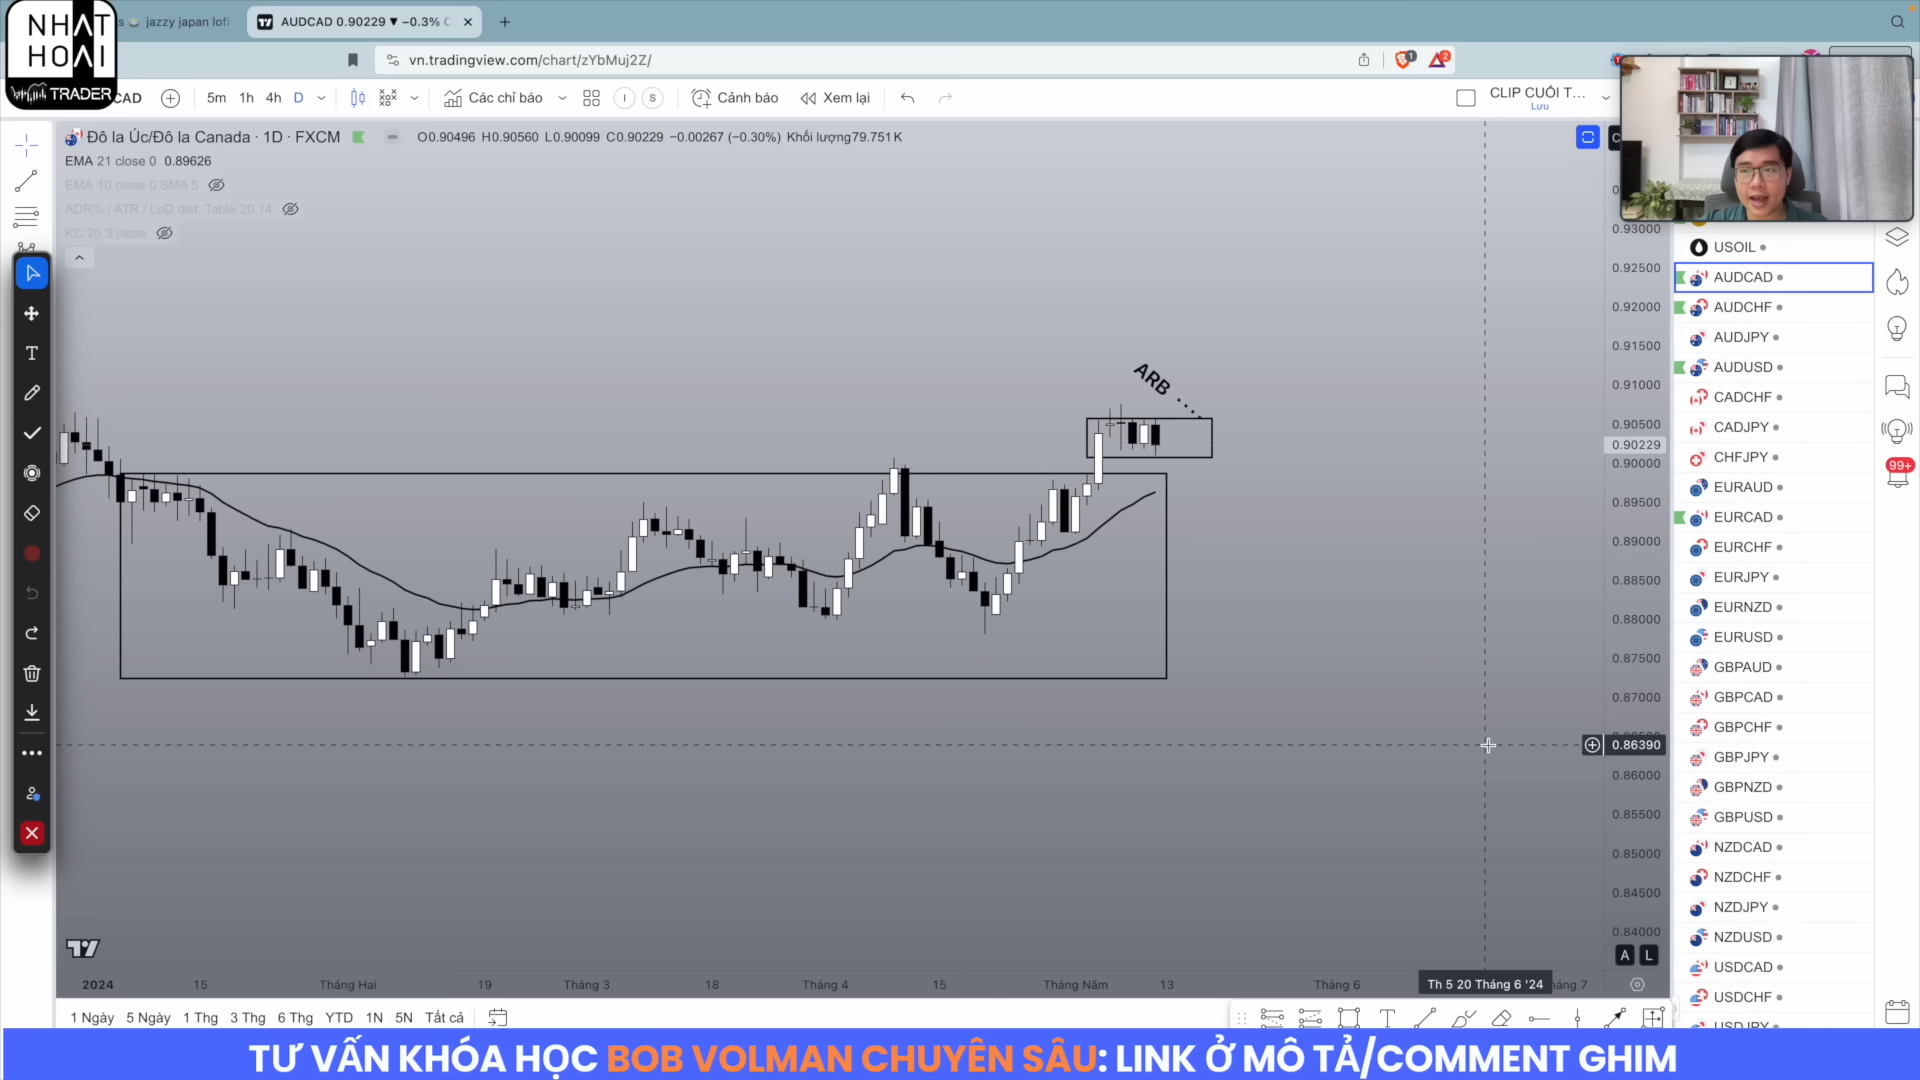 NHAT
HOAI
TRADER
jazzy japan lofi
AUDCAD 0.90229 ▼ −0.3%
vn.tradingview.com/chart/zYbMuj2Z/
1
2
CAD
5m 1h 4h D
Các chỉ báo
I S
Cảnh báo
Xem lại
CLIP CUỐI T...
Lưu
Đô la Úc/Đô la Canada · 1D · FXCM
O0.90496 H0.90560 L0.90099 C0.90229 −0.00267 (−0.30%) Khối lượng79.751K
EMA 21 close 0 0.89626
EMA 10 close 0 SMA 5
ADR% / ATR / LoD dist. Table 20 14
KC 20 3 close
ARB
0.93000
0.92500
0.92000
0.91500
0.91000
0.90500
0.90229
0.90000
0.89500
0.89000
0.88500
0.88000
0.87500
0.87000
0.86390
0.86000
0.85500
0.85000
0.84500
0.84000
A L
USOIL
AUDCAD
AUDCHF
AUDJPY
AUDUSD
CADCHF
CADJPY
CHFJPY
EURAUD
EURCAD
EURCHF
EURJPY
EURNZD
EURUSD
GBPAUD
GBPCAD
GBPCHF
GBPJPY
GBPNZD
GBPUSD
NZDCAD
NZDCHF
NZDJPY
NZDUSD
USDCAD
USDCHF
USDJPY
99+
2024 15 Tháng Hai 19 Tháng 3 18 Tháng 4 15 Tháng Năm 13 Tháng 6 Th 5 20 Tháng 6 '24 háng 7
1 Ngày 5 Ngày 1 Thg 3 Thg 6 Thg YTD 1N 5N Tất cả
TƯ VẤN KHÓA HỌC BOB VOLMAN CHUYÊN SÂU: LINK Ở MÔ TẢ/COMMENT GHIM